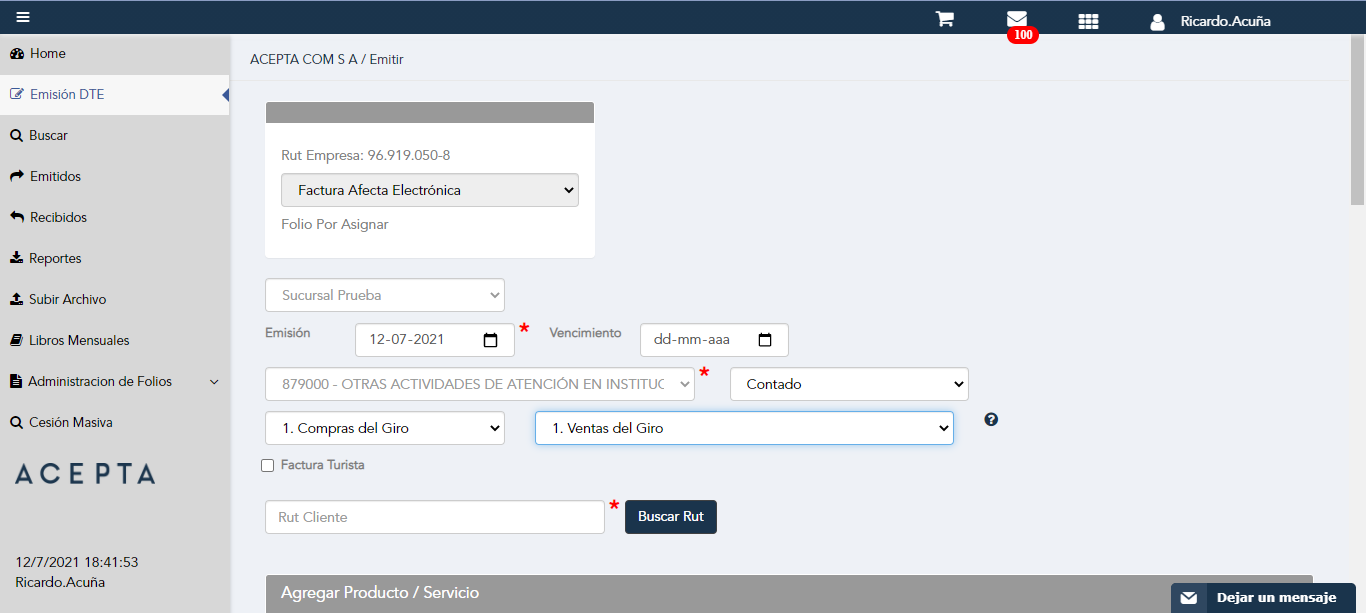 100
Ricardo.Acuña
Home
Emisión DTE
Buscar
Emitidos
Recibidos
Reportes
Subir Archivo
Libros Mensuales
Administracion de Folios
Cesión Masiva
ACEPTA
12/7/2021 18:41:53
Ricardo.Acuña
ACEPTA COM S A / Emitir
Rut Empresa: 96.919.050-8
Factura Afecta Electrónica
Folio Por Asignar
Sucursal Prueba
Emisión 12-07-2021 * Vencimiento dd-mm-aaa
879000 - OTRAS ACTIVIDADES DE ATENCIÓN EN INSTITUC * Contado
1. Compras del Giro 1. Ventas del Giro ?
Factura Turista
Rut Cliente * Buscar Rut
Agregar Producto / Servicio
Dejar un mensaje